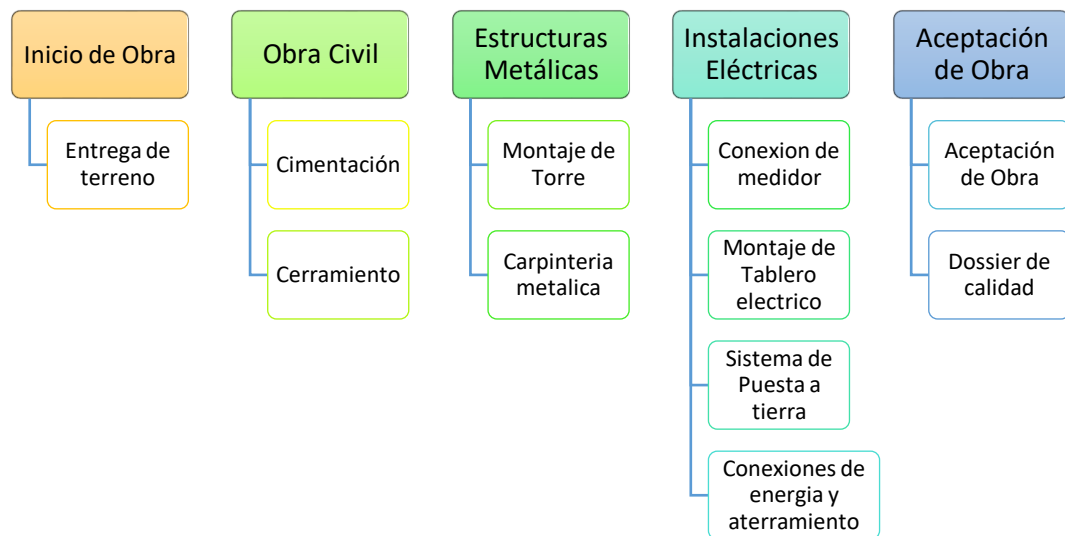 Inicio de Obra
Entrega de
terreno
Obra Civil
Cimentación
Cerramiento
Estructuras
Metálicas
Montaje de
Torre
Carpinteria
metalica
Instalaciones
Eléctricas
Conexion de
medidor
Montaje de
Tablero
electrico
Sistema de
Puesta a
tierra
Conexiones de
energia y
aterramiento
Aceptación
de Obra
Aceptación
de Obra
Dossier de
calidad